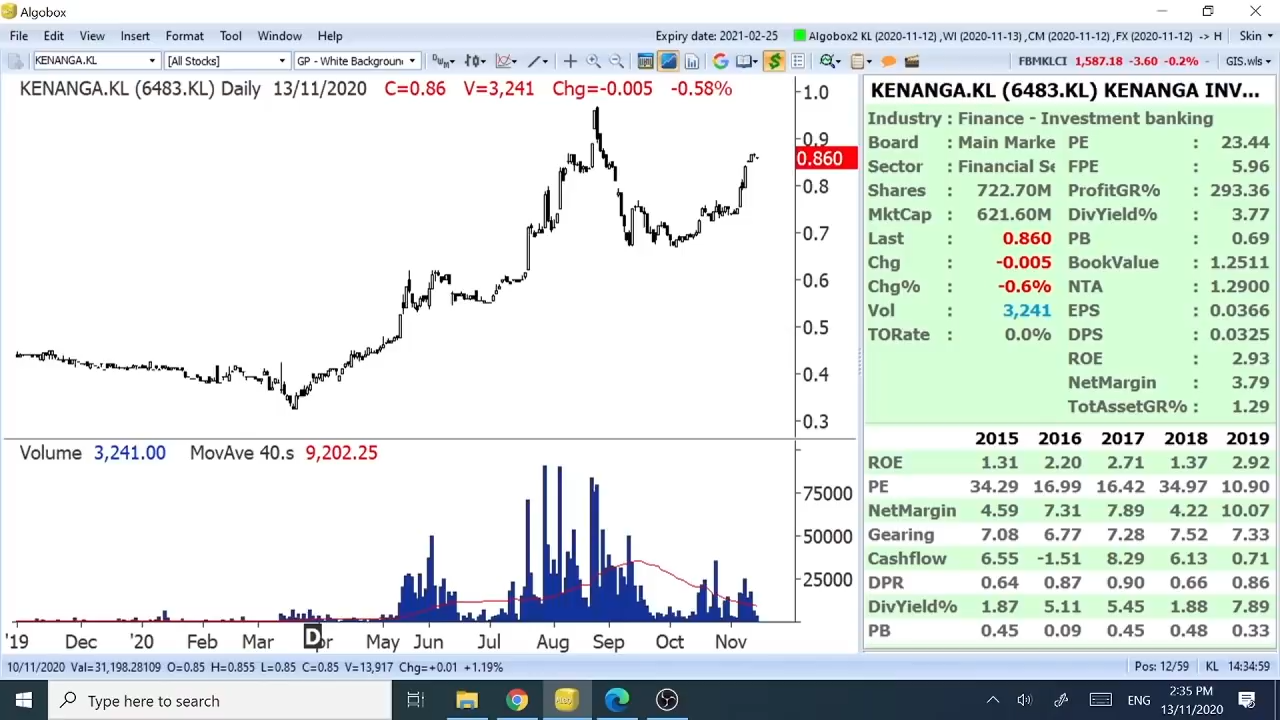 Algobox
File Edit View Insert Format Tool Window Help Expiry date: 2021-02-25 Algobox2 KL (2020-11-12) ,WI (2020-11-13) ,CM (2020-11-12) ,FX (2020-11-12) -> H Skin
KENANGA.KL [All Stocks] GP - White Background FBMKLCI 1,587.18 -3.60 -0.2% GIS.wls
KENANGA.KL (6483.KL) Daily 13/11/2020 C=0.86 V=3,241 Chg=-0.005 -0.58%
1.0
0.9
0.860
0.8
0.7
0.6
0.5
0.4
0.3
Volume 3,241.00 MovAve 40.s 9,202.25
75000
50000
25000
'19 Dec '20 Feb Mar D pr May Jun Jul Aug Sep Oct Nov
KENANGA.KL (6483.KL) KENANGA INV...
Industry : Finance - Investment banking
Board : Main Marke PE : 23.44
Sector : Financial Se FPE : 5.96
Shares : 722.70M ProfitGR% : 293.36
MktCap : 621.60M DivYield% : 3.77
Last : 0.860 PB : 0.69
Chg : -0.005 BookValue : 1.2511
Chg% : -0.6% NTA : 1.2900
Vol : 3,241 EPS : 0.0366
TORate : 0.0% DPS : 0.0325
ROE : 2.93
NetMargin : 3.79
TotAssetGR% : 1.29
2015 2016 2017 2018 2019
ROE 1.31 2.20 2.71 1.37 2.92
PE 34.29 16.99 16.42 34.97 10.90
NetMargin 4.59 7.31 7.89 4.22 10.07
Gearing 7.08 6.77 7.28 7.52 7.33
Cashflow 6.55 -1.51 8.29 6.13 0.71
DPR 0.64 0.87 0.90 0.66 0.86
DivYield% 1.87 5.11 5.45 1.88 7.89
PB 0.45 0.09 0.45 0.48 0.33
10/11/2020 Val=31,198.28109 O=0.85 H=0.855 L=0.85 C=0.85 V=13,917 Chg=+0.01 +1.19% Pos: 12/59 KL 14:34:59
Type here to search ENG 2:35 PM
13/11/2020